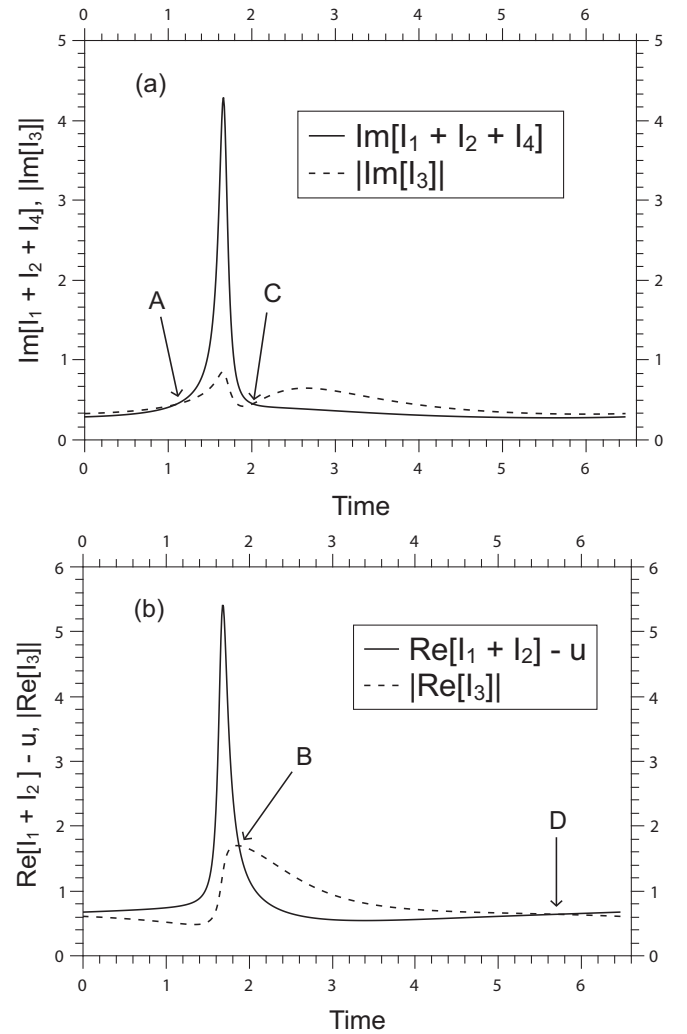 0 1 2 3 4 5 6
5
4
3
2
1
0
5
4
3
2
1
0
(a)
Im[I₁ + I₂ + I₄]
|Im[I₃]|
A
C
Im[I₁ + I₂ + I₄], |Im[I₃]|
0 1 2 3 4 5 6
Time
0 1 2 3 4 5 6
6
5
4
3
2
1
0
6
5
4
3
2
1
0
(b)
Re[I₁ + I₂] - u
|Re[I₃]|
B
D
Re[I₁ + I₂] - u, |Re[I₃]|
0 1 2 3 4 5 6
Time